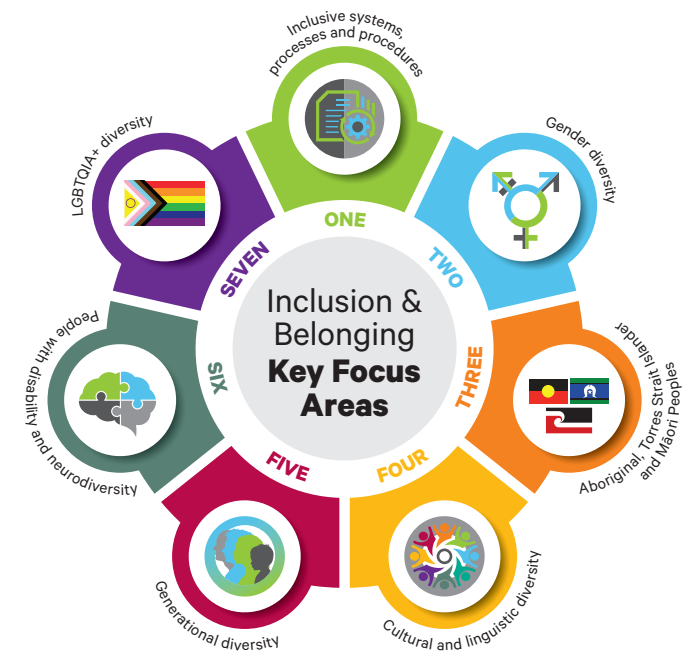 Inclusion &
Belonging
Key Focus
Areas
ONE
Inclusive systems,
processes and procedures
TWO
Gender diversity
THREE
Aboriginal, Torres Strait Islander
and Māori Peoples
FOUR
Cultural and linguistic diversity
FIVE
Generational diversity
SIX
People with disability and neurodiversity
SEVEN
LGBTQIA+ diversity